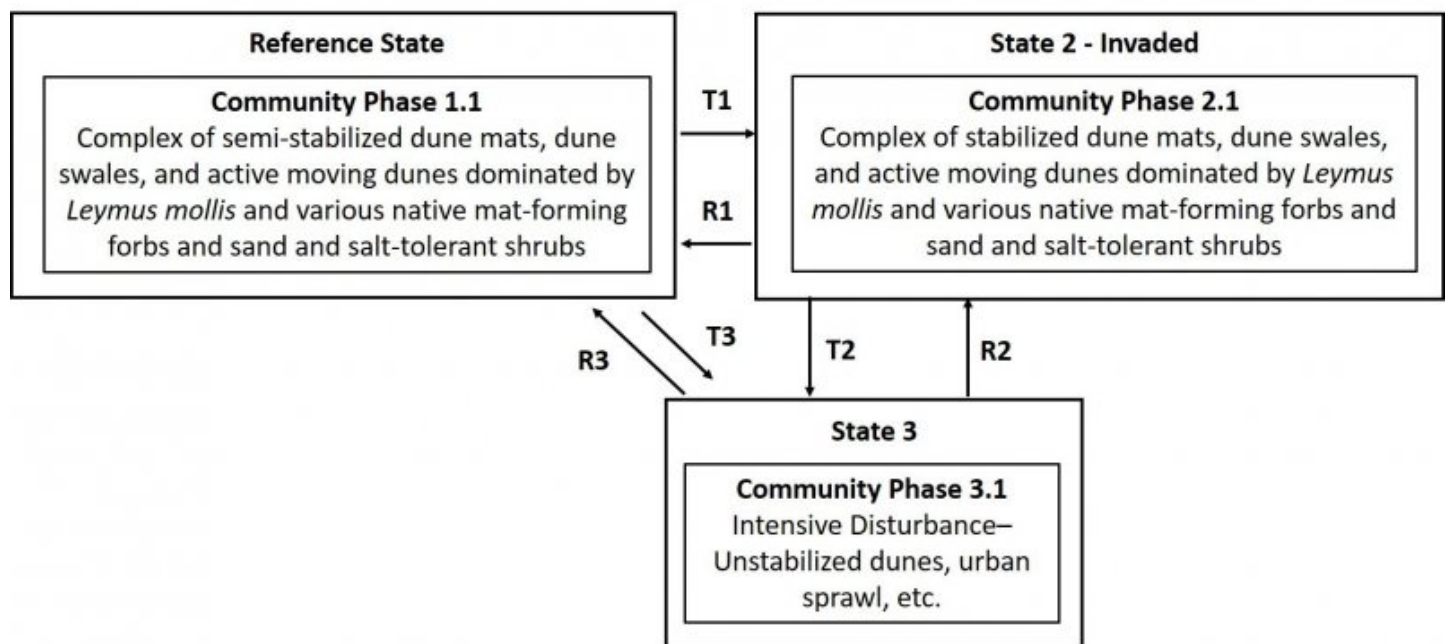 Reference State
Community Phase 1.1
Complex of semi-stabilized dune mats, dune
swales, and active moving dunes dominated by
Leymus mollis and various native mat-forming
forbs and sand and salt-tolerant shrubs
T1
R1
State 2 - Invaded
Community Phase 2.1
Complex of stabilized dune mats, dune swales,
and active moving dunes dominated by Leymus
mollis and various native mat-forming forbs and
sand and salt-tolerant shrubs
R3
T3
T2
R2
State 3
Community Phase 3.1
Intensive Disturbance–
Unstabilized dunes, urban
sprawl, etc.